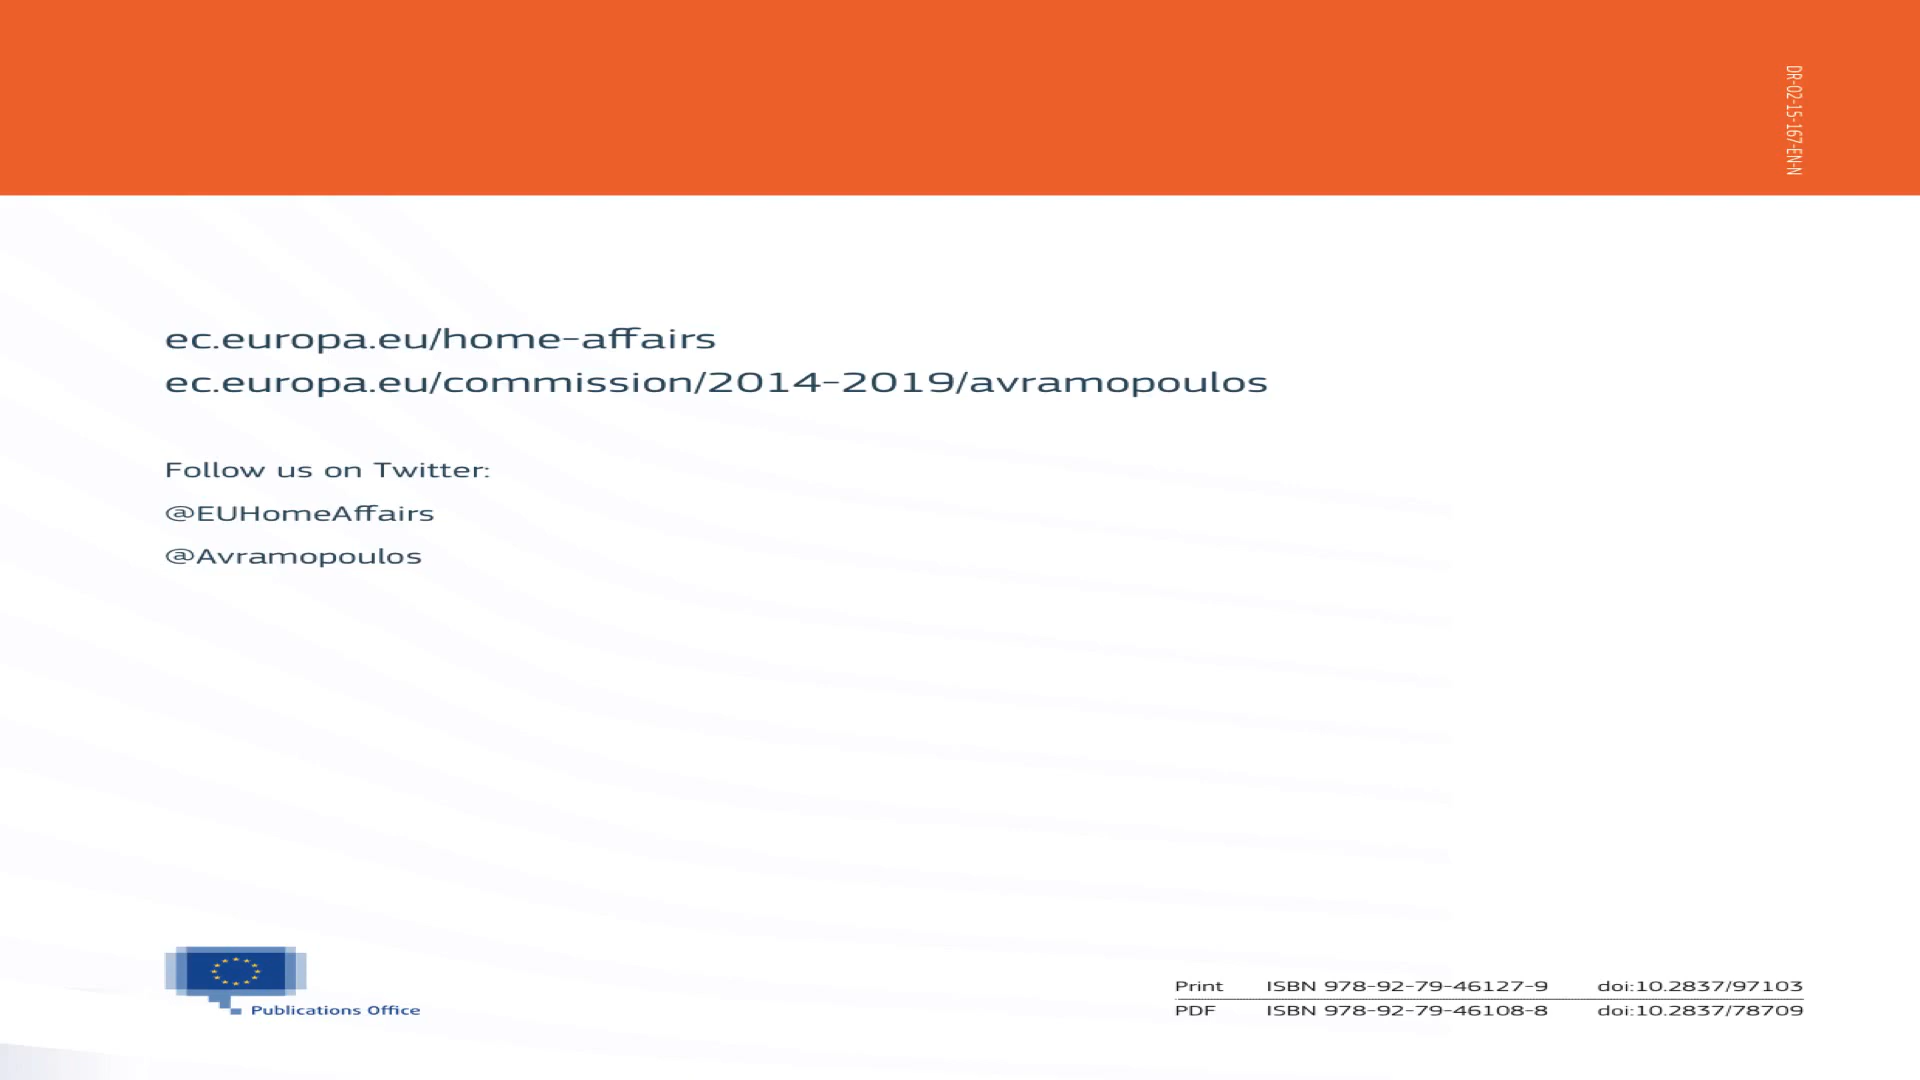 DR-02-15-167-EN-N
ec.europa.eu/home-affairs
ec.europa.eu/commission/2014-2019/avramopoulos
Follow us on Twitter:
@EUHomeAffairs
@Avramopoulos
Publications Office
Print ISBN 978-92-79-46127-9 doi:10.2837/97103
PDF ISBN 978-92-79-46108-8 doi:10.2837/78709